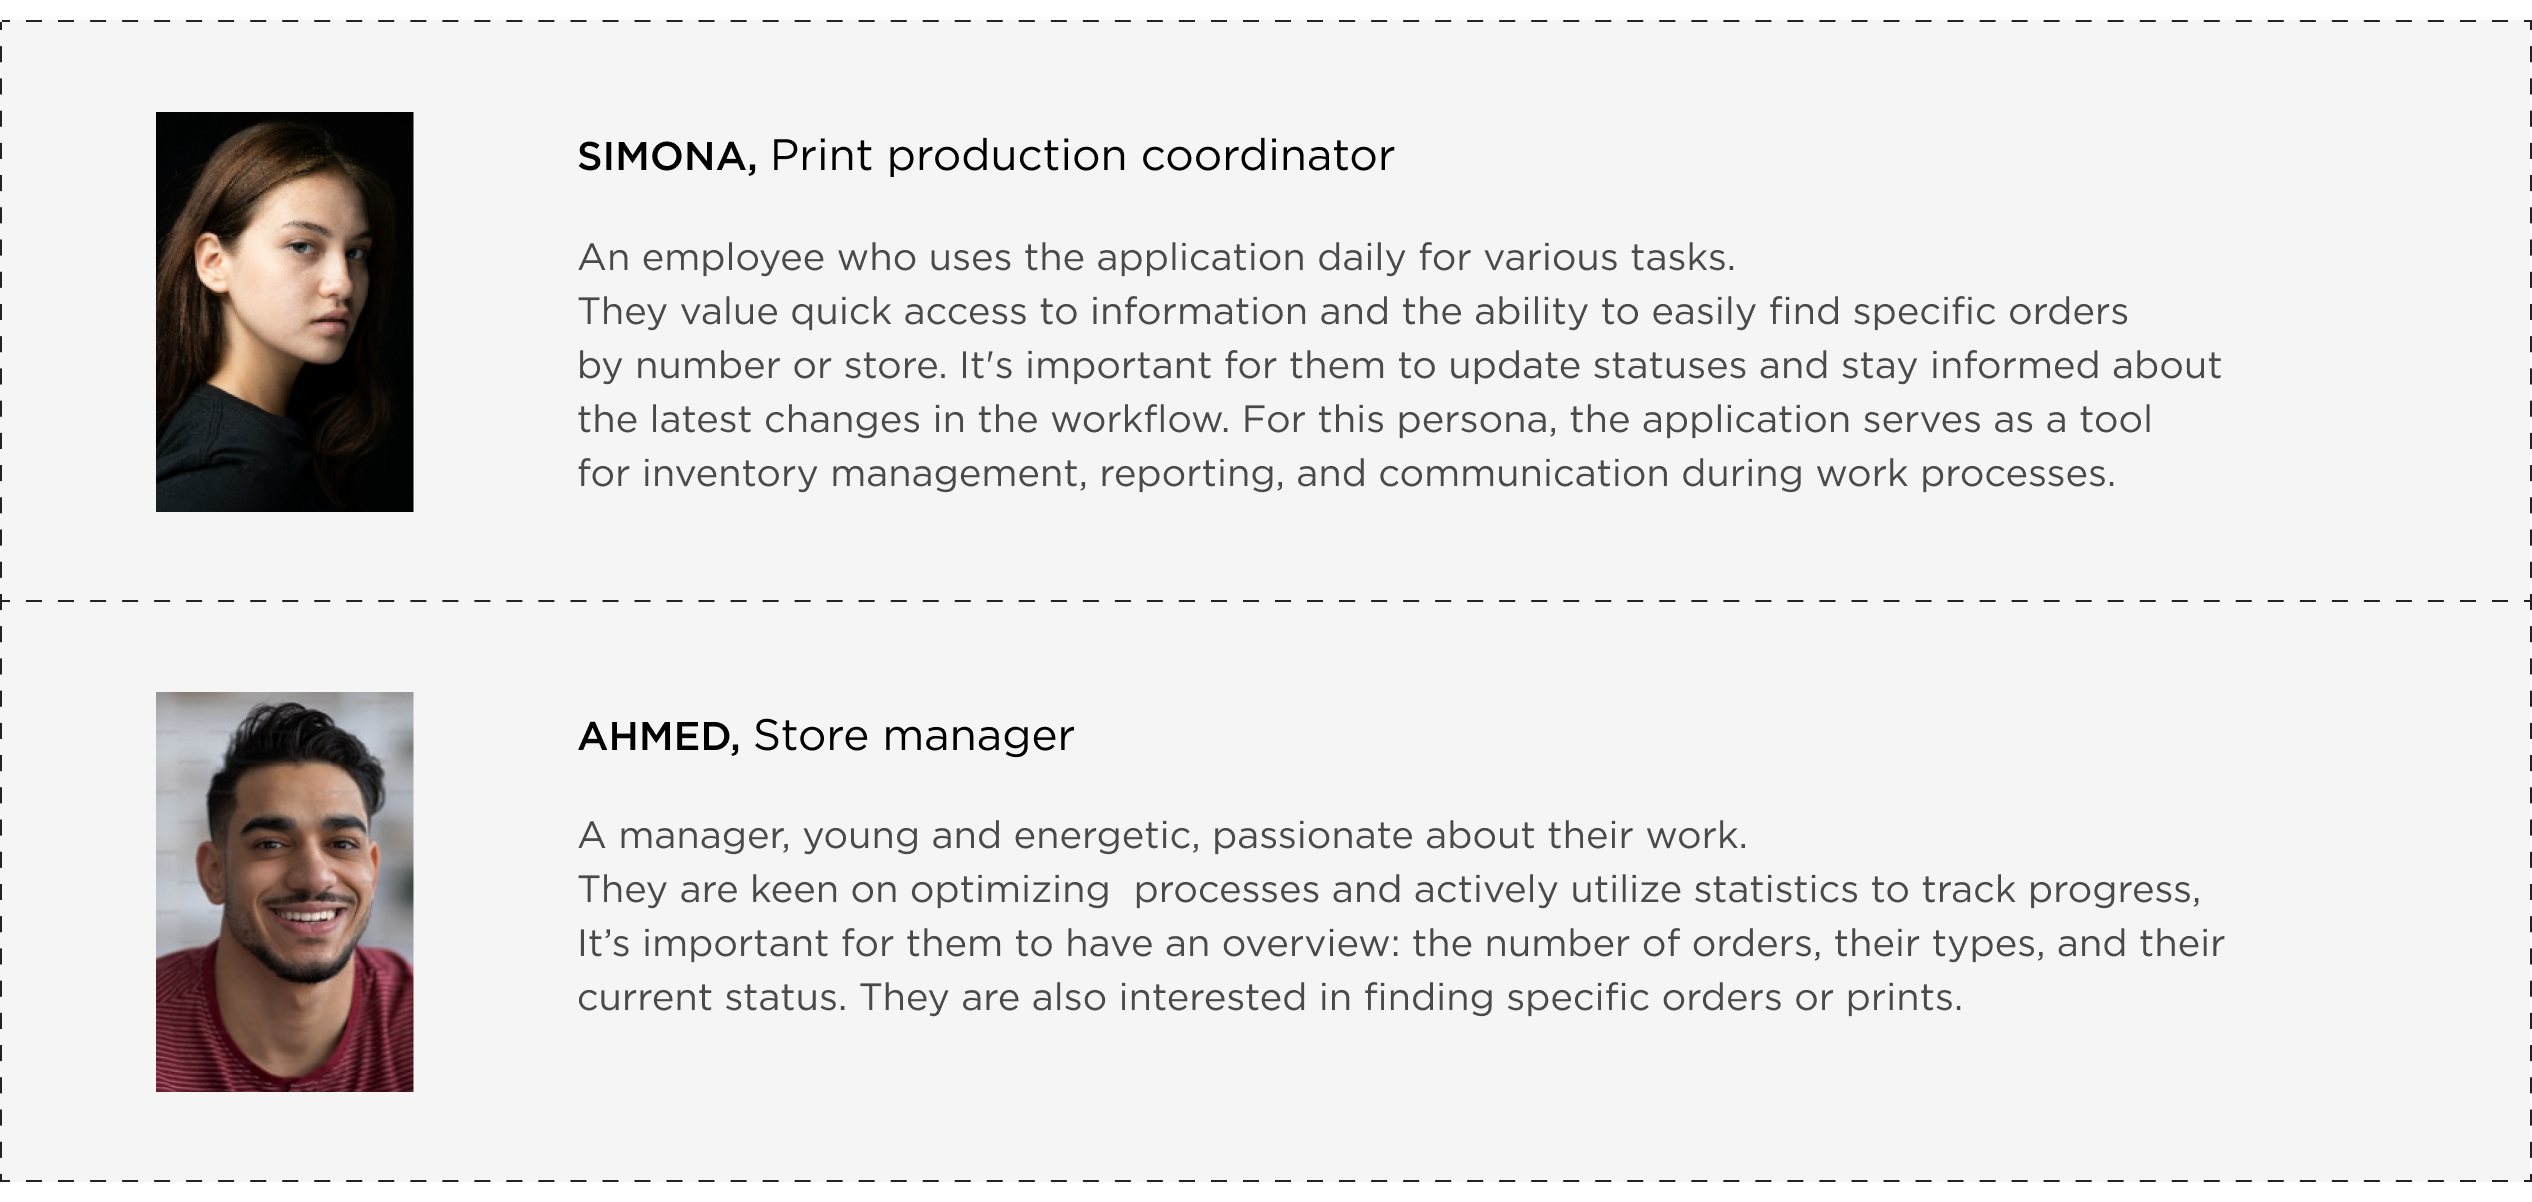 SIMONA, Print production coordinator
An employee who uses the application daily for various tasks.
They value quick access to information and the ability to easily find specific orders
by number or store. It's important for them to update statuses and stay informed about
the latest changes in the workflow. For this persona, the application serves as a tool
for inventory management, reporting, and communication during work processes.
AHMED, Store manager
A manager, young and energetic, passionate about their work.
They are keen on optimizing  processes and actively utilize statistics to track progress,
It’s important for them to have an overview: the number of orders, their types, and their
current status. They are also interested in finding specific orders or prints.